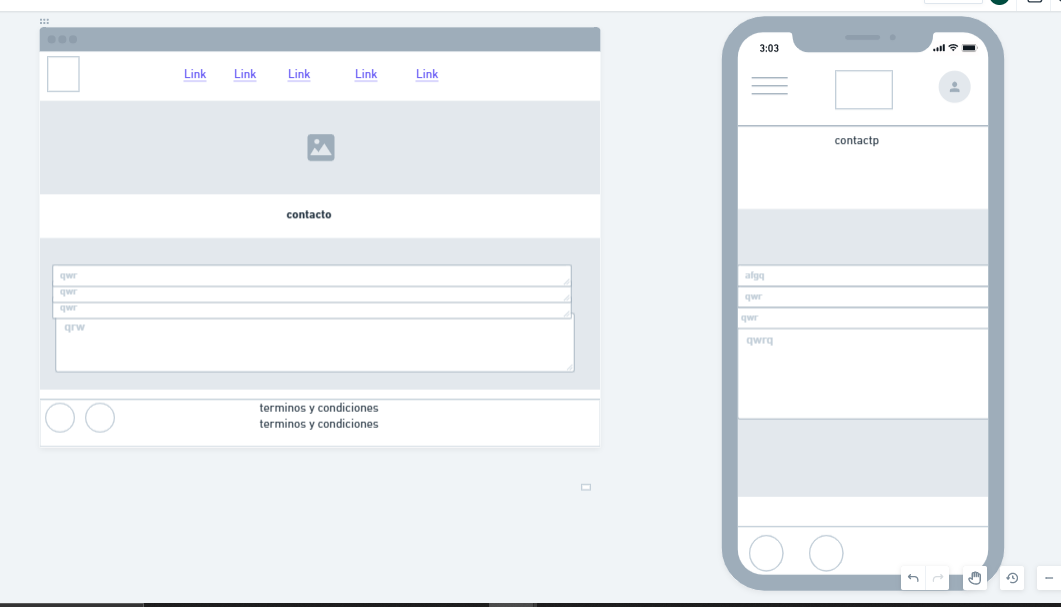 Link Link Link Link Link
contacto
qwr
qwr
qwr
qrw
terminos y condiciones
terminos y condiciones
3:03
contactp
afgq
qwr
qwr
qwrq